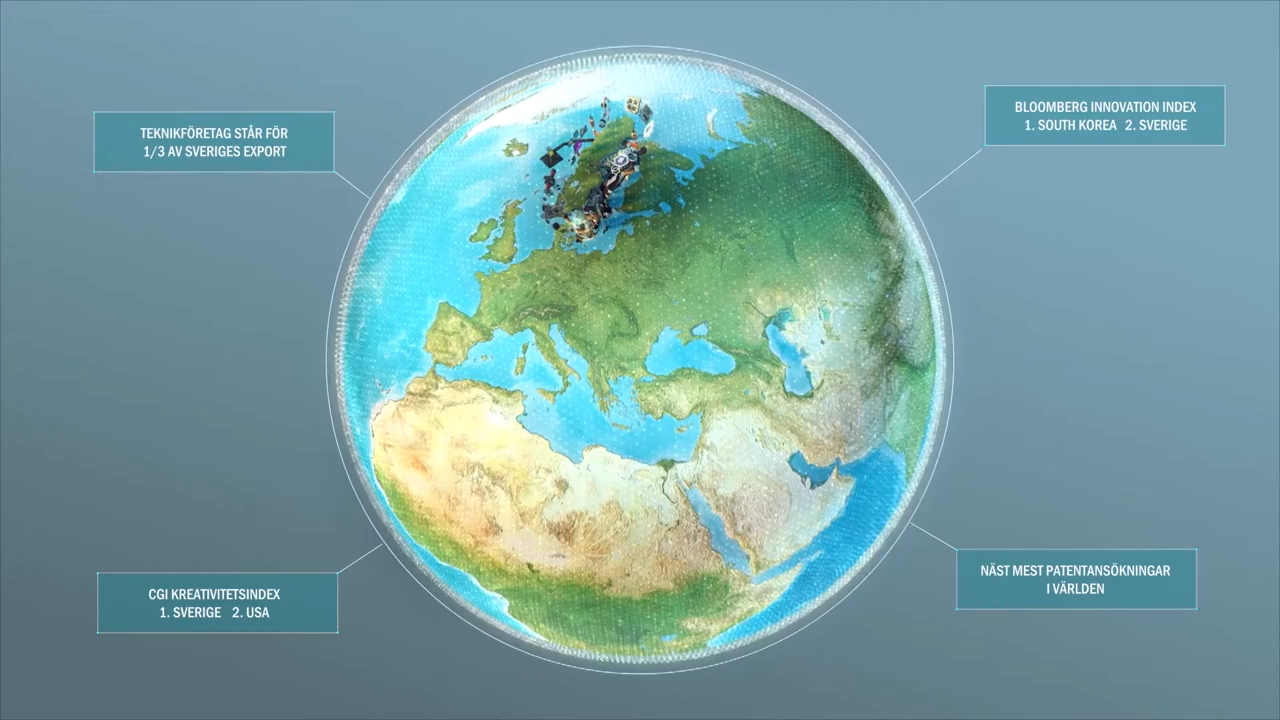 TEKNIKFÖRETAG STÅR FÖR
1/3 AV SVERIGES EXPORT
BLOOMBERG INNOVATION INDEX
1. SOUTH KOREA 2. SVERIGE
CGI KREATIVITETSINDEX
1. SVERIGE 2. USA
NÄST MEST PATENTANSÖKNINGAR
I VÄRLDEN